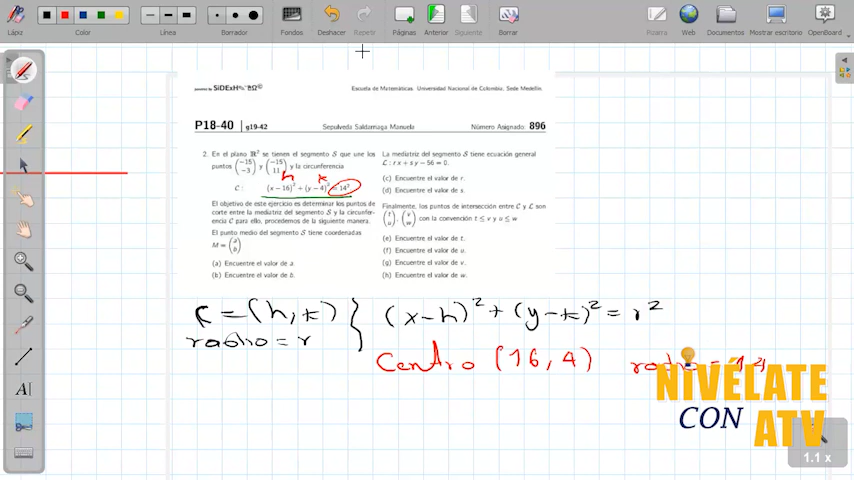 Lápiz
Color
Línea
Borrador
Fondos
Deshacer
Repetir
Páginas
Anterior
Siguiente
Borrar
Pizarra
Web
Documentos
Mostrar escritorio
OpenBoard
powered by SiDExH
Escuela de Matemáticas. Universidad Nacional de Colombia. Sede Medellín.
P18-40 | g19-42
Sepulveda Saldarriaga Manuela
Número Asignado 896
2. En el plano ℝ² se tienen el segmento S que une los
puntos (-15 -3) y (-15 11) y la circunferencia
h k
C : (x − 16)² + (y − 4)² = 14²
El objetivo de este ejercicio es determinar los puntos de
corte entre la mediatriz del segmento S y la circunferen-
cia C para ello, procedemos de la siguiente manera.
El punto medio del segmento S tiene coordenadas
M = (a b)
(a) Encuentre el valor de a.
(b) Encuentre el valor de b.
La mediatriz del segmento S tiene ecuación general
L : rx + sy − 56 = 0.
(c) Encuentre el valor de r.
(d) Encuentre el valor de s.
Finalmente, los puntos de intersección entre C y L son
(t u), (v w) con la convención t ≤ v y u ≤ w
(e) Encuentre el valor de t.
(f) Encuentre el valor de u.
(g) Encuentre el valor de v.
(h) Encuentre el valor de w.
C = (h, k) } (x-h)² + (y-k)² = r²
radio = r
Centro (16, 4) radio = 14
NIVÉLATE
CON
ATV
1.1 x